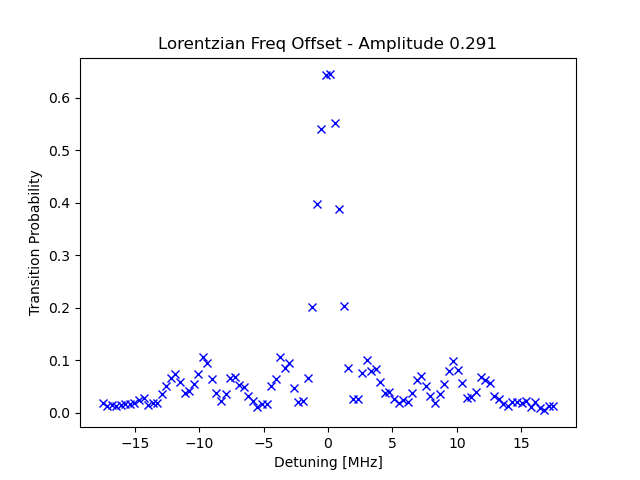 Lorentzian Freq Offset - Amplitude 0.291
Transition Probability
0.6
0.5
0.4
0.3
0.2
0.1
0.0
−15 −10 −5 0 5 10 15
Detuning [MHz]